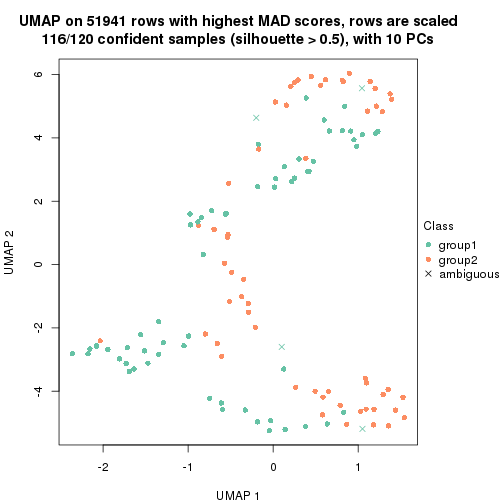 UMAP on 51941 rows with highest MAD scores, rows are scaled
116/120 confident samples (silhouette > 0.5), with 10 PCs
6
4
2
0
-2
-4
UMAP 2
-2
-1
0
1
UMAP 1
Class
group1
group2
ambiguous